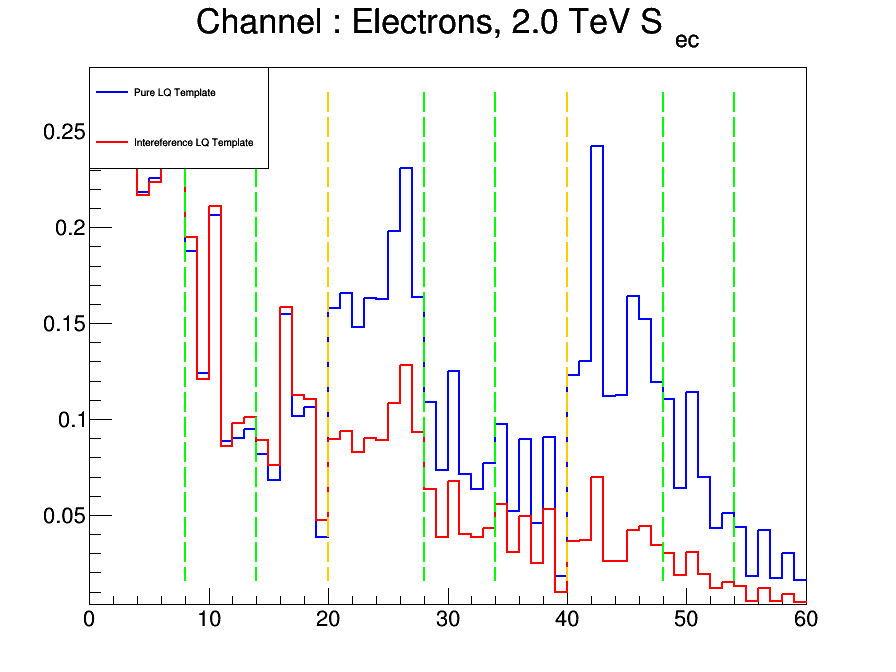 Channel : Electrons, 2.0 TeV S ec
Pure LQ Template
Intereference LQ Template
0.25
0.2
0.15
0.1
0.05
0 10 20 30 40 50 60